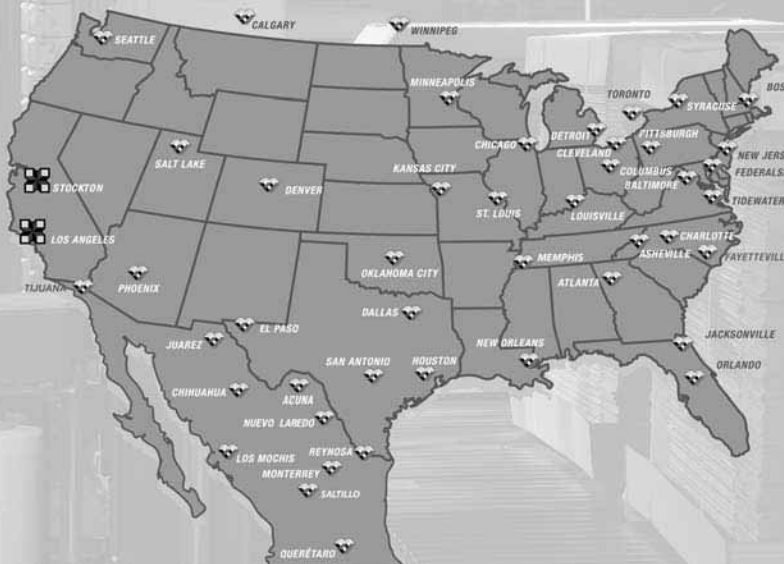 CALGARY
WINNIPEG
SEATTLE
MINNEAPOLIS
TORONTO
SYRACUSE
BOS
DETROIT
PITTSBURGH
CHICAGO
CLEVELAND
NEW JERS
SALT LAKE
KANSAS CITY
COLUMBUS
FEDERALS
BALTIMORE
STOCKTON
DENVER
ST. LOUIS
LOUISVILLE
TIDEWATER
LOS ANGELES
CHARLOTTE
OKLAHOMA CITY
MEMPHIS
ASHEVILLE
FAYETTEVILL
TIJUANA
PHOENIX
ATLANTA
DALLAS
EL PASO
JUAREZ
NEW ORLEANS
JACKSONVILLE
SAN ANTONIO
HOUSTON
ORLANDO
CHIHUAHUA
ACUNA
NUEVO LAREDO
LOS MOCHIS
REYNOSA
MONTERREY
SALTILLO
QUERÉTARO